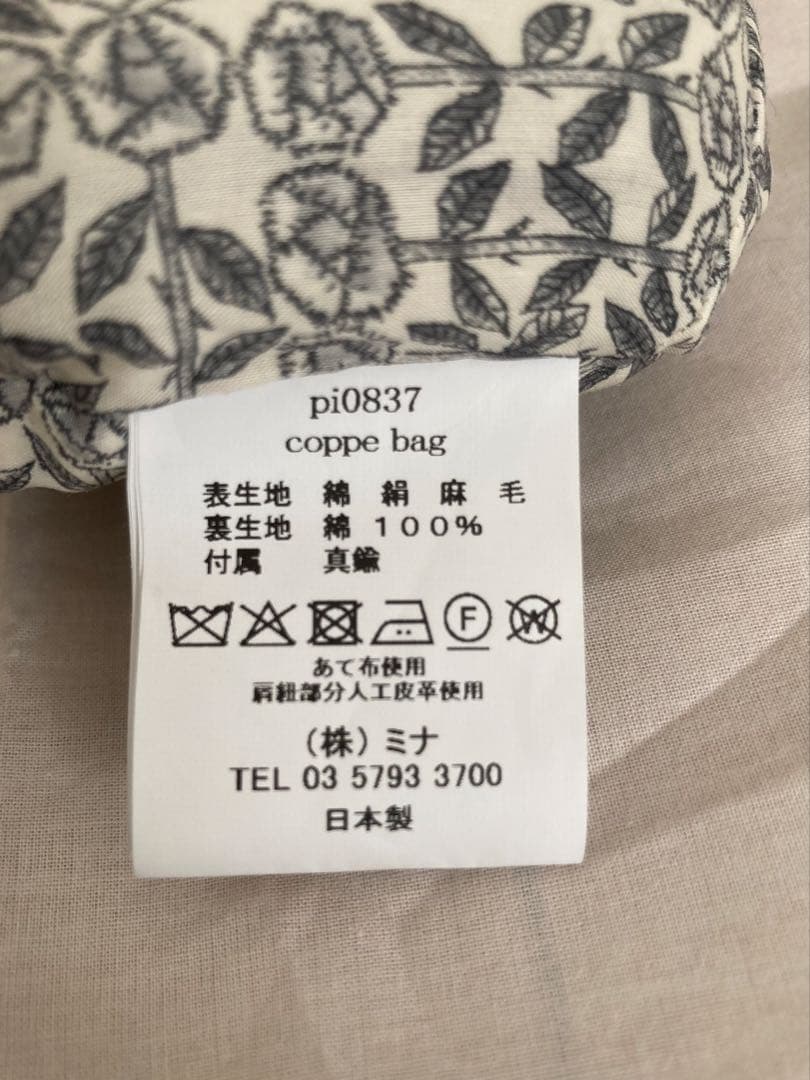 pi0837
coppe bag
表生地 綿 絹 麻 毛
裏生地 綿 １００％
付属 真鍮
F W
あて布使用
肩紐部分人工皮革使用
（株）ミナ
TEL 03 5793 3700
日本製